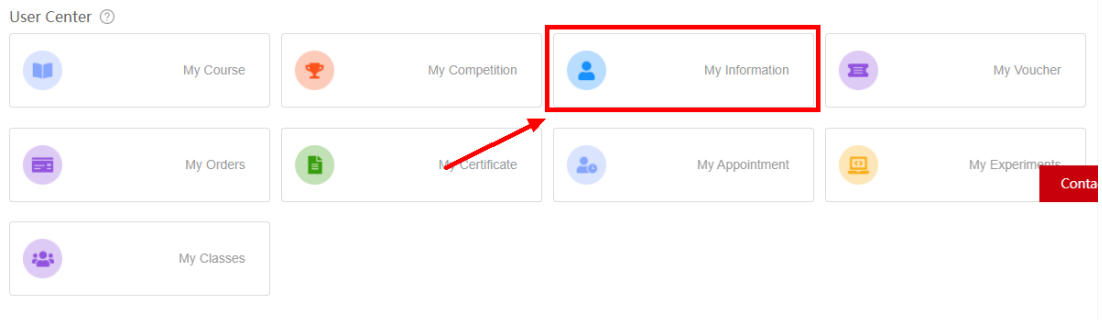 User Center
My Course
My Competition
My Information
My Voucher
My Orders
My Certificate
My Appointment
My Experiments
Conta
My Classes